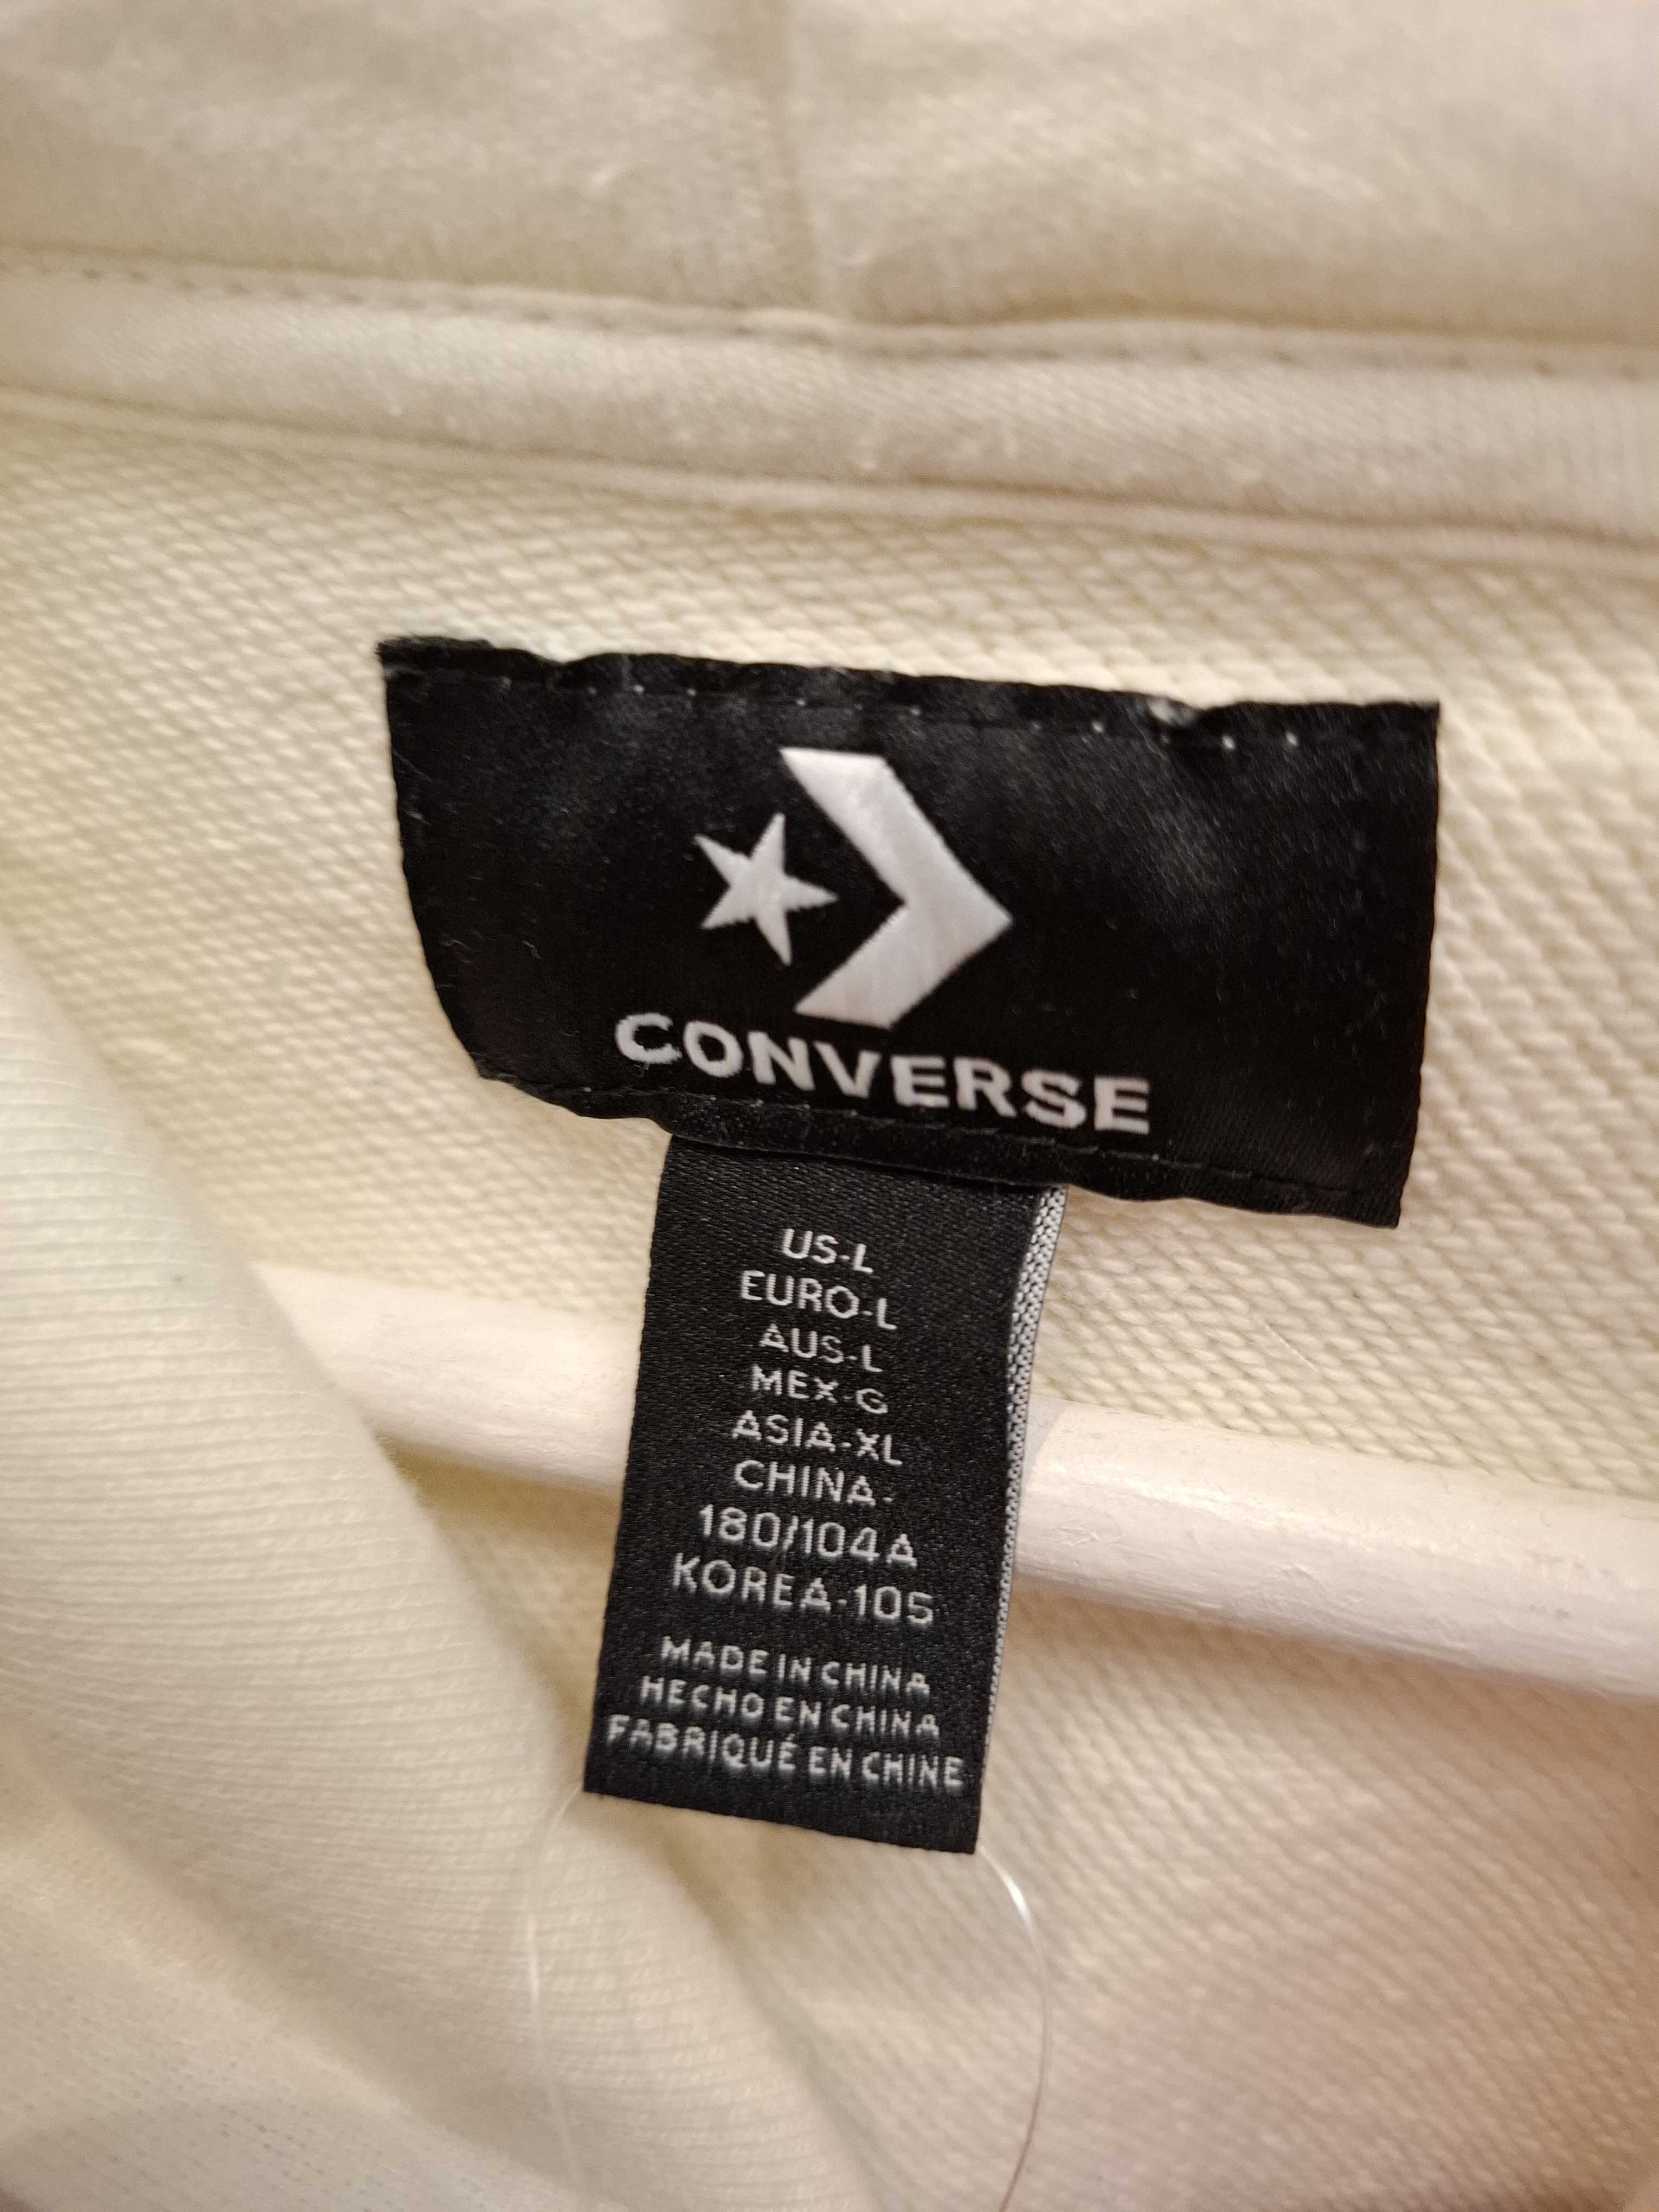 CONVERSE
US-L
EURO-L
AUS-L
MEX-G
ASIA-XL
CHINA-
180/104A
KOREA-105
MADE IN CHINA
HECHO EN CHINA
FABRIQUÉ EN CHINE